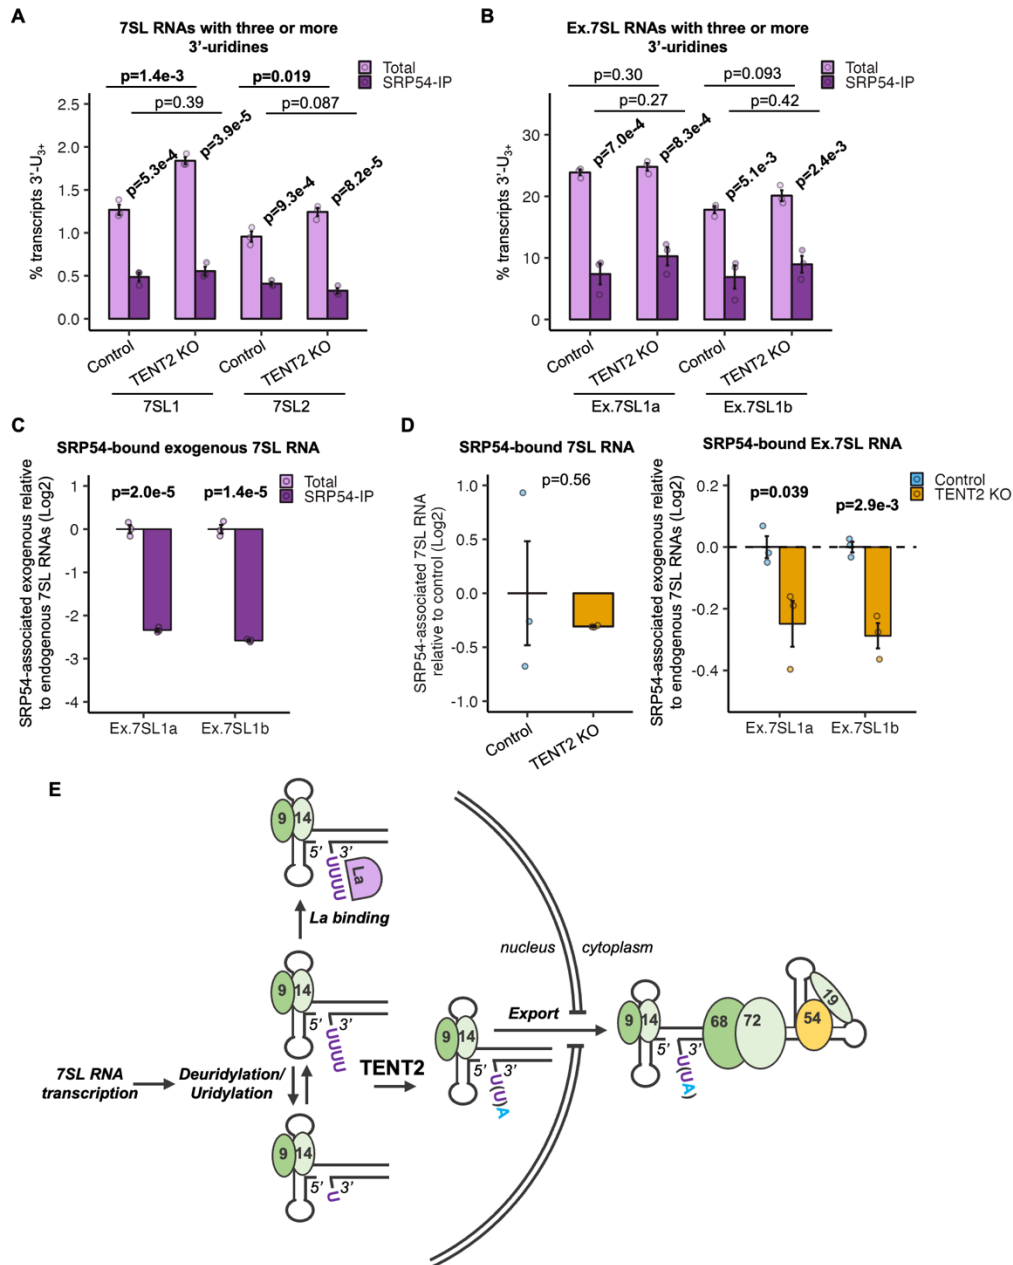 A
7SL RNAs with three or more
3’-uridines
Total
SRP54-IP
p=1.4e-3
p=0.019
p=0.39
p=0.087
p=5.3e-4
p=3.9e-5
p=9.3e-4
p=8.2e-5
% transcripts 3’-U3+
2.5
2.0
1.5
1.0
0.5
0.0
Control
TENT2 KO
Control
TENT2 KO
7SL1
7SL2
B
Ex.7SL RNAs with three or more
3’-uridines
Total
SRP54-IP
p=0.30
p=0.093
p=0.27
p=0.42
p=7.0e-4
p=8.3e-4
p=5.1e-3
p=2.4e-3
% transcripts 3’-U3+
30
20
10
0
Control
TENT2 KO
Control
TENT2 KO
Ex.7SL1a
Ex.7SL1b
C
SRP54-bound exogenous 7SL RNA
Total
SRP54-IP
p=2.0e-5
p=1.4e-5
SRP54-associated exogenous relative
to endogenous 7SL RNAs (Log2)
1
0
-1
-2
-3
-4
Ex.7SL1a
Ex.7SL1b
D
SRP54-bound 7SL RNA
p=0.56
SRP54-associated 7SL RNA
relative to control (Log2)
1.0
0.5
0.0
-0.5
-1.0
Control
TENT2 KO
SRP54-bound Ex.7SL RNA
Control
TENT2 KO
p=0.039
p=2.9e-3
SRP54-associated exogenous relative
to endogenous 7SL RNAs (Log2)
0.2
0.0
-0.2
-0.4
Ex.7SL1a
Ex.7SL1b
E
9 14
5’ 3’
UUUU
La
La binding
9 14
5’ 3’
UUUU
7SL RNA
transcription
Deuridylation/
Uridylation
9 14
5’ 3’
U
TENT2
9 14
5’ 3’
U(U)A
nucleus
cytoplasm
Export
9 14
5’ 3’
U(UA)
68 72
54
19